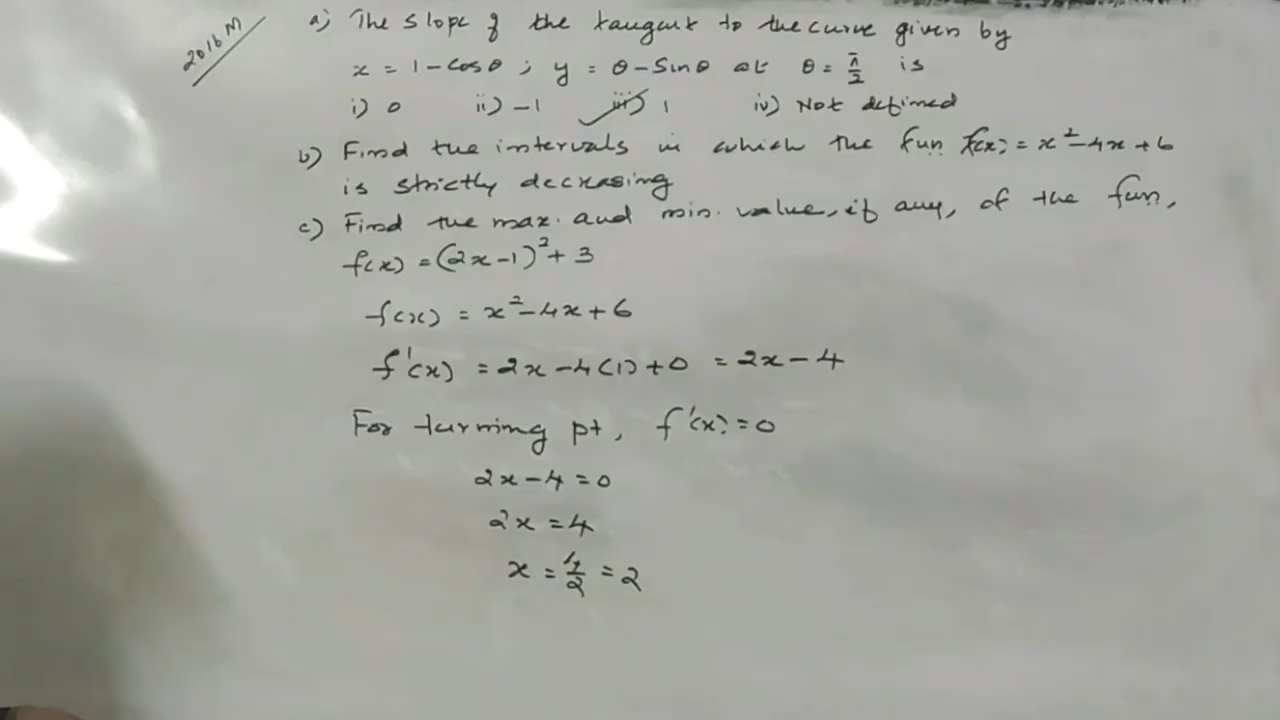 2016 M
a) The slope of the tangent to the curve given by
x = 1 - Cosθ ; y = θ - Sinθ at θ = π/2 is
i) 0 ii) -1 iii) 1 iv) Not defined
b) Find the intervals in which the fun f(x) = x² - 4x + 6
is strictly decreasing
c) Find the max. and min. value, if any, of the fun,
f(x) = (2x - 1)² + 3
f(x) = x² - 4x + 6
f'(x) = 2x - 4(1) + 0 = 2x - 4
For turning pt, f'(x) = 0
2x - 4 = 0
2x = 4
x = 4/2 = 2